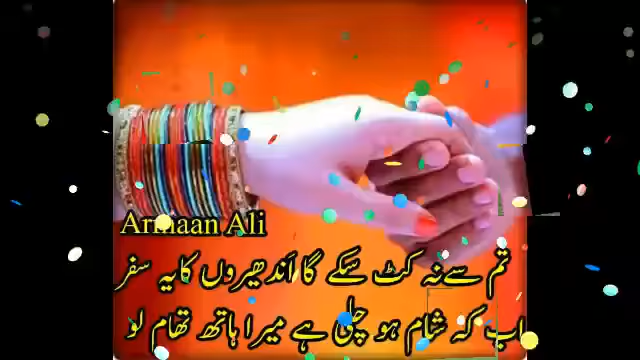 Armaan Ali
تم سے نہ کٹ سکے گا اَندھیروں کا یہ سفر
اب کہ شام ہو چلی ہے میرا ہاتھ تھام لو